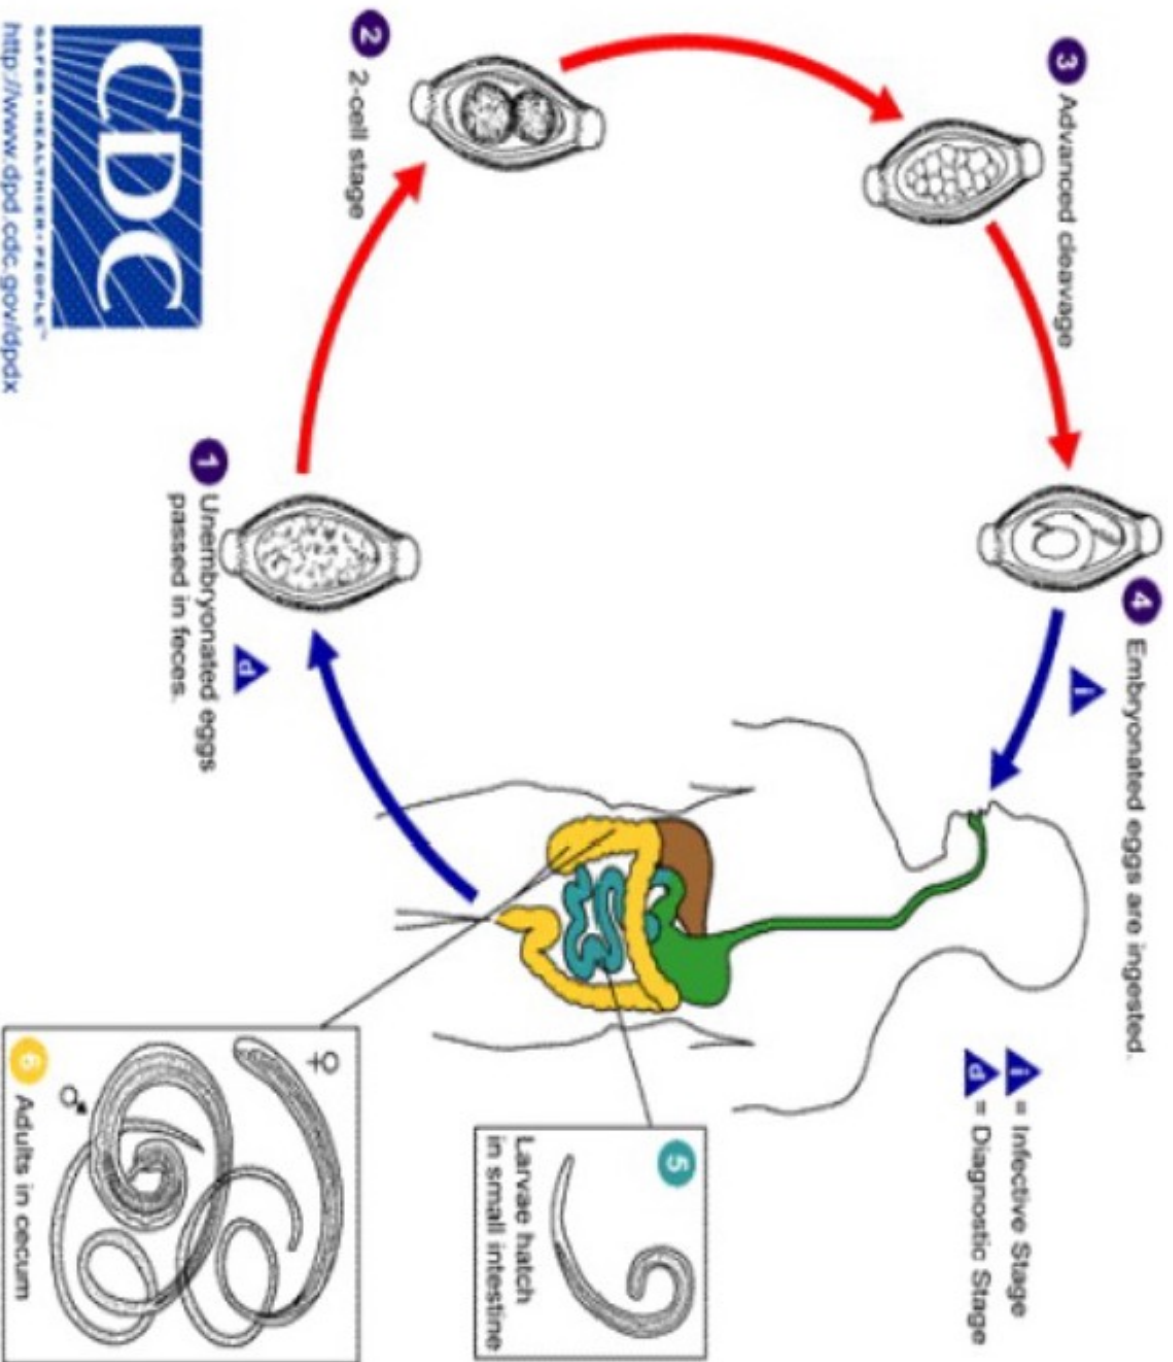 i = Infective Stage
d = Diagnostic Stage
4 Embryonated eggs are ingested.
i
3 Advanced cleavage
2 2-cell stage
1 Unembryonated eggs
passed in feces.
d
5
Larvae hatch
in small intestine
♀
♂
6 Adults in cecum
CDC
SAFER•HEALTHIER•PEOPLE™
http://www.dpd.cdc.gov/dpdx